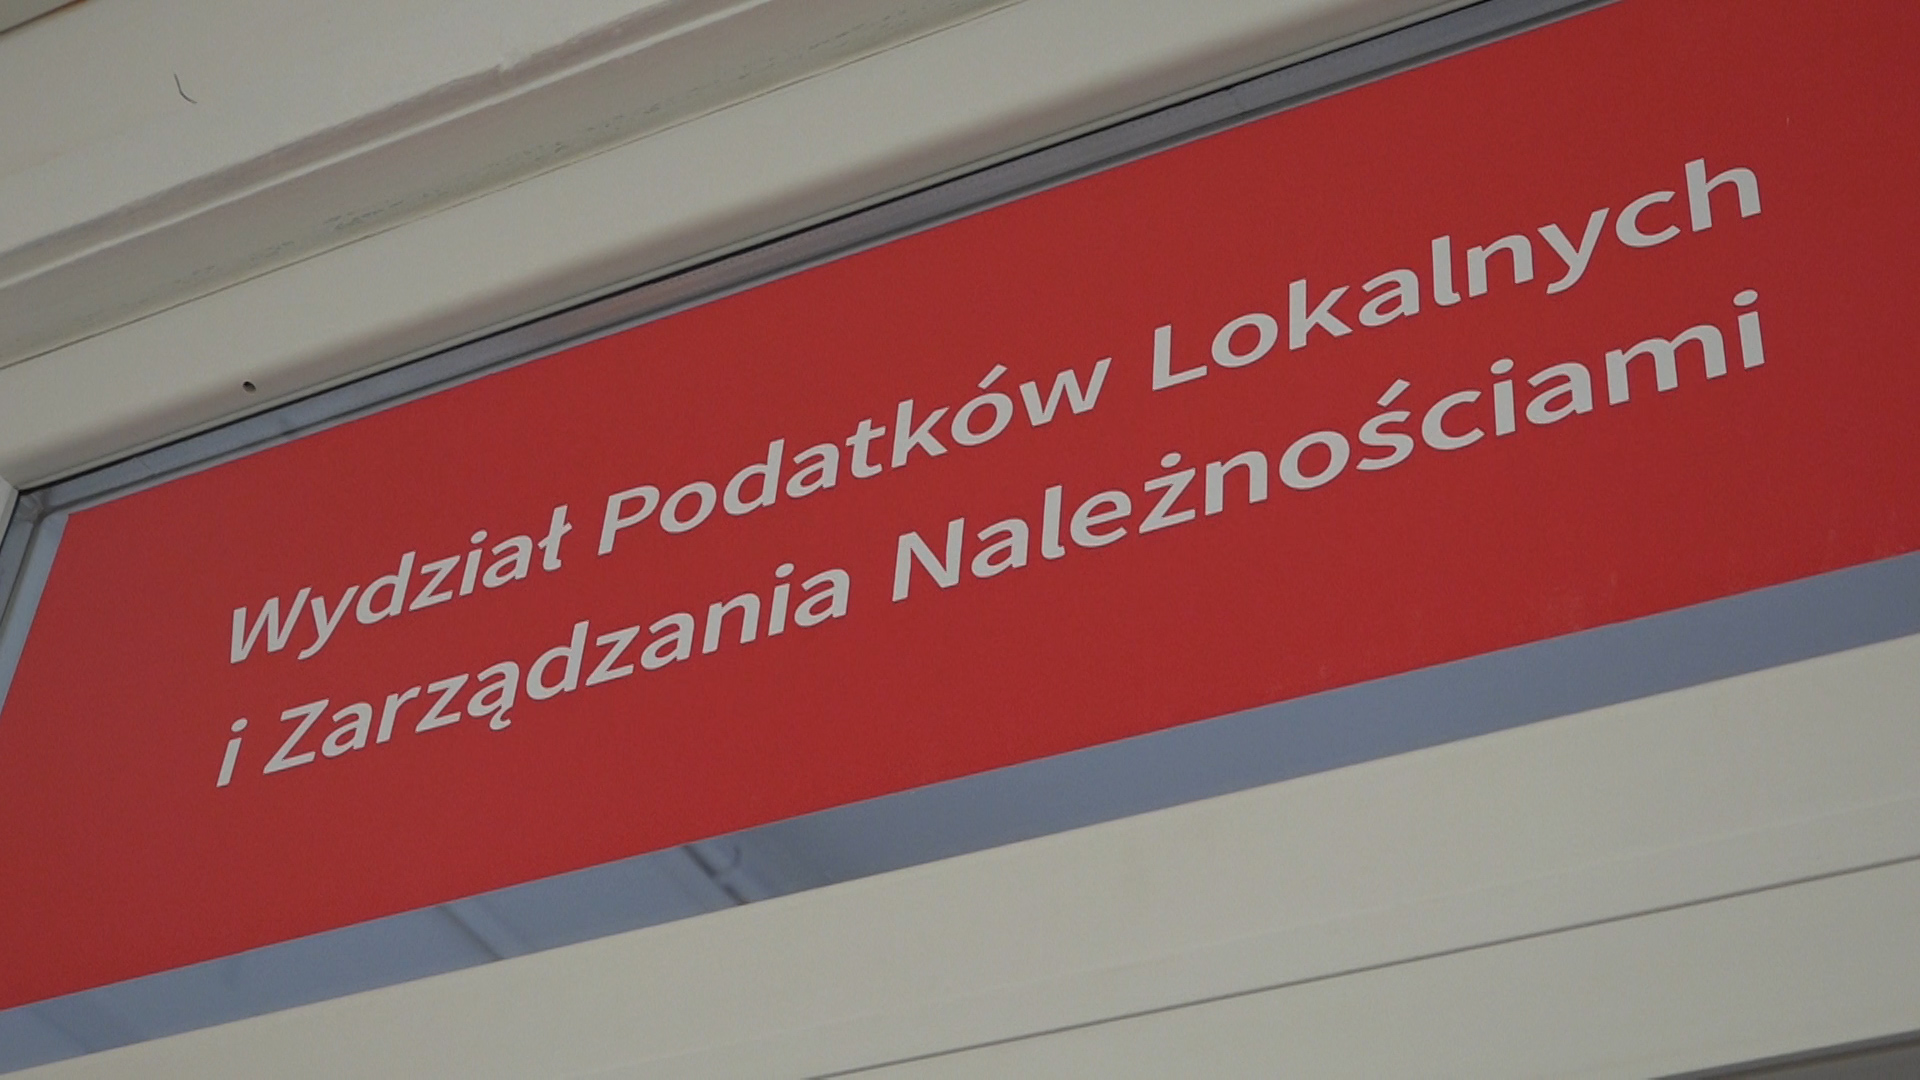 Wydział Podatków Lokalnych
i Zarządzania Należnościami